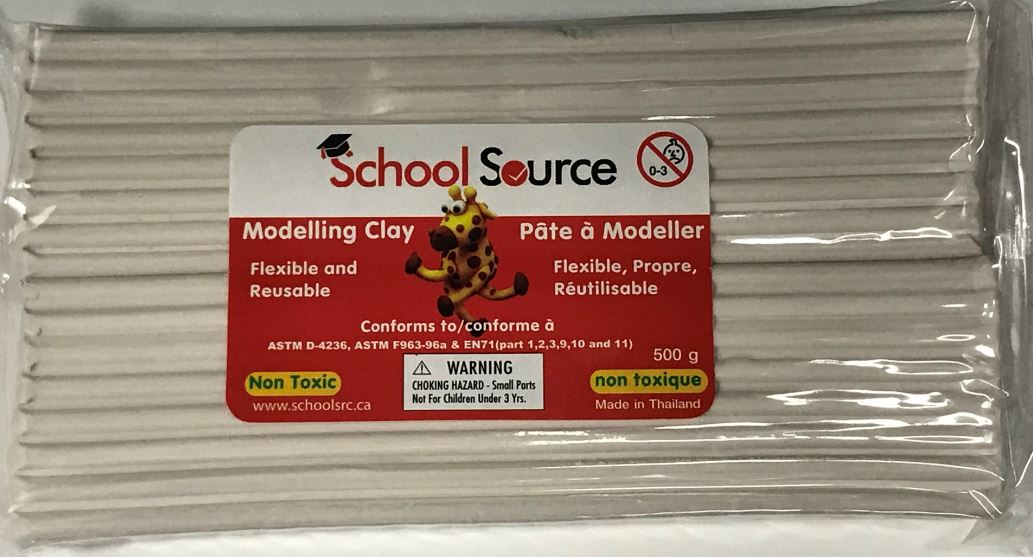 School Source
0-3
Modelling Clay
Pâte à Modeller
Flexible and
Reusable
Flexible, Propre,
Réutilisable
Conforms to/conforme à
ASTM D-4236, ASTM F963-96a & EN71(part 1,2,3,9,10 and 11)
500 g
Non Toxic
www.schoolsrc.ca
WARNING
CHOKING HAZARD - Small Parts
Not For Children Under 3 Yrs.
non toxique
Made in Thailand